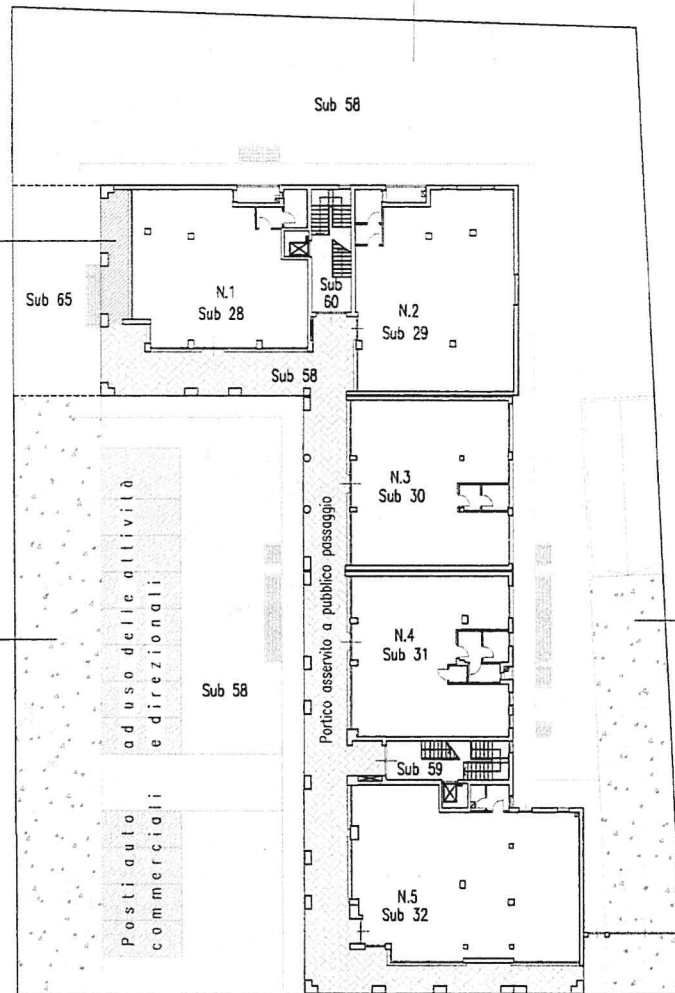 Sub 58
Sub 65
N.1
Sub 28
Sub
60
N.2
Sub 29
Sub 58
N.3
Sub 30
Portico asservito a pubblico passaggio
N.4
Sub 31
Sub 58
Posti auto ad uso delle attività
commerciali e direzionali
Sub 59
N.5
Sub 32